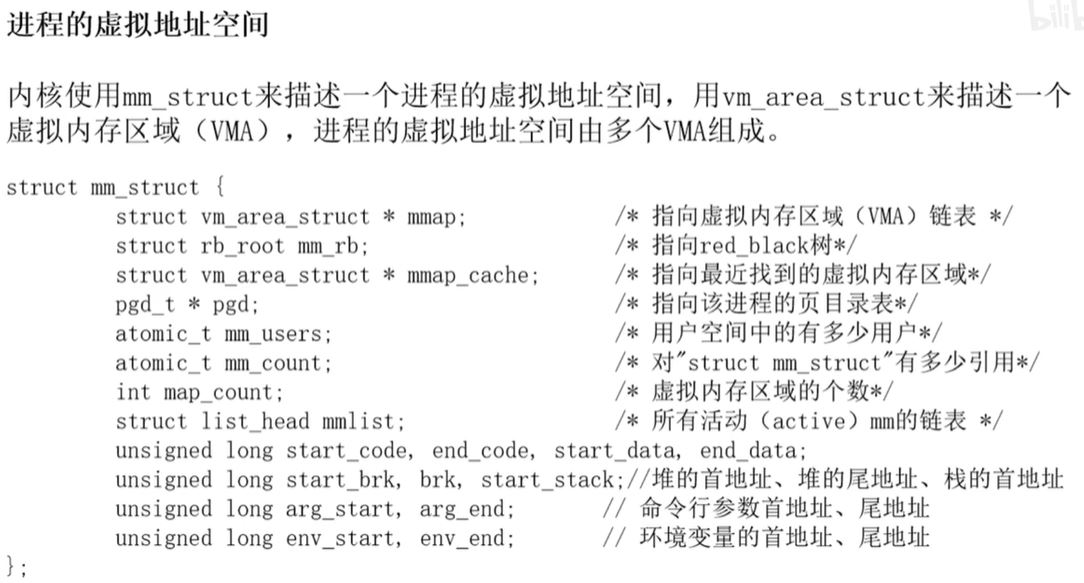 进程的虚拟地址空间
内核使用mm_struct来描述一个进程的虚拟地址空间，用vm_area_struct来描述一个
虚拟内存区域（VMA），进程的虚拟地址空间由多个VMA组成。
struct mm_struct {
struct vm_area_struct * mmap; /* 指向虚拟内存区域（VMA）链表 */
struct rb_root mm_rb; /* 指向red_black树*/
struct vm_area_struct * mmap_cache; /* 指向最近找到的虚拟内存区域*/
pgd_t * pgd; /* 指向该进程的页目录表*/
atomic_t mm_users; /* 用户空间中的有多少用户*/
atomic_t mm_count; /* 对"struct mm_struct"有多少引用*/
int map_count; /* 虚拟内存区域的个数*/
struct list_head mmlist; /* 所有活动（active）mm的链表 */
unsigned long start_code, end_code, start_data, end_data;
unsigned long start_brk, brk, start_stack;//堆的首地址、堆的尾地址、栈的首地址
unsigned long arg_start, arg_end; // 命令行参数首地址、尾地址
unsigned long env_start, env_end; // 环境变量的首地址、尾地址
};